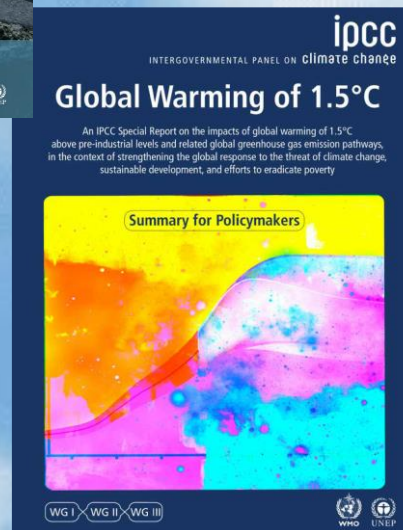 ipcc
INTERGOVERNMENTAL PANEL ON climate change
Global Warming of 1.5°C
An IPCC Special Report on the impacts of global warming of 1.5°C
above pre-industrial levels and related global greenhouse gas emission pathways,
in the context of strengthening the global response to the threat of climate change,
sustainable development, and efforts to eradicate poverty
Summary for Policymakers
WG I WG II WG III
WMO UNEP